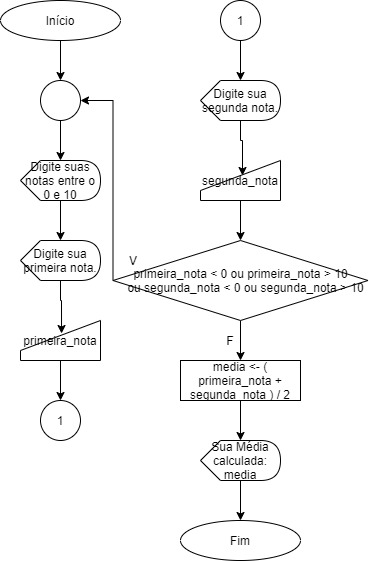 Início
Digite suas
notas entre o
0 e 10
Digite sua
primeira nota.
primeira_nota
1
1
Digite sua
segunda nota.
segunda_nota
V
primeira_nota < 0 ou primeira_nota > 10
ou segunda_nota < 0 ou segunda_nota > 10
F
media <- (
primeira_nota +
segunda_nota ) / 2
Sua Média
calculada:
media
Fim